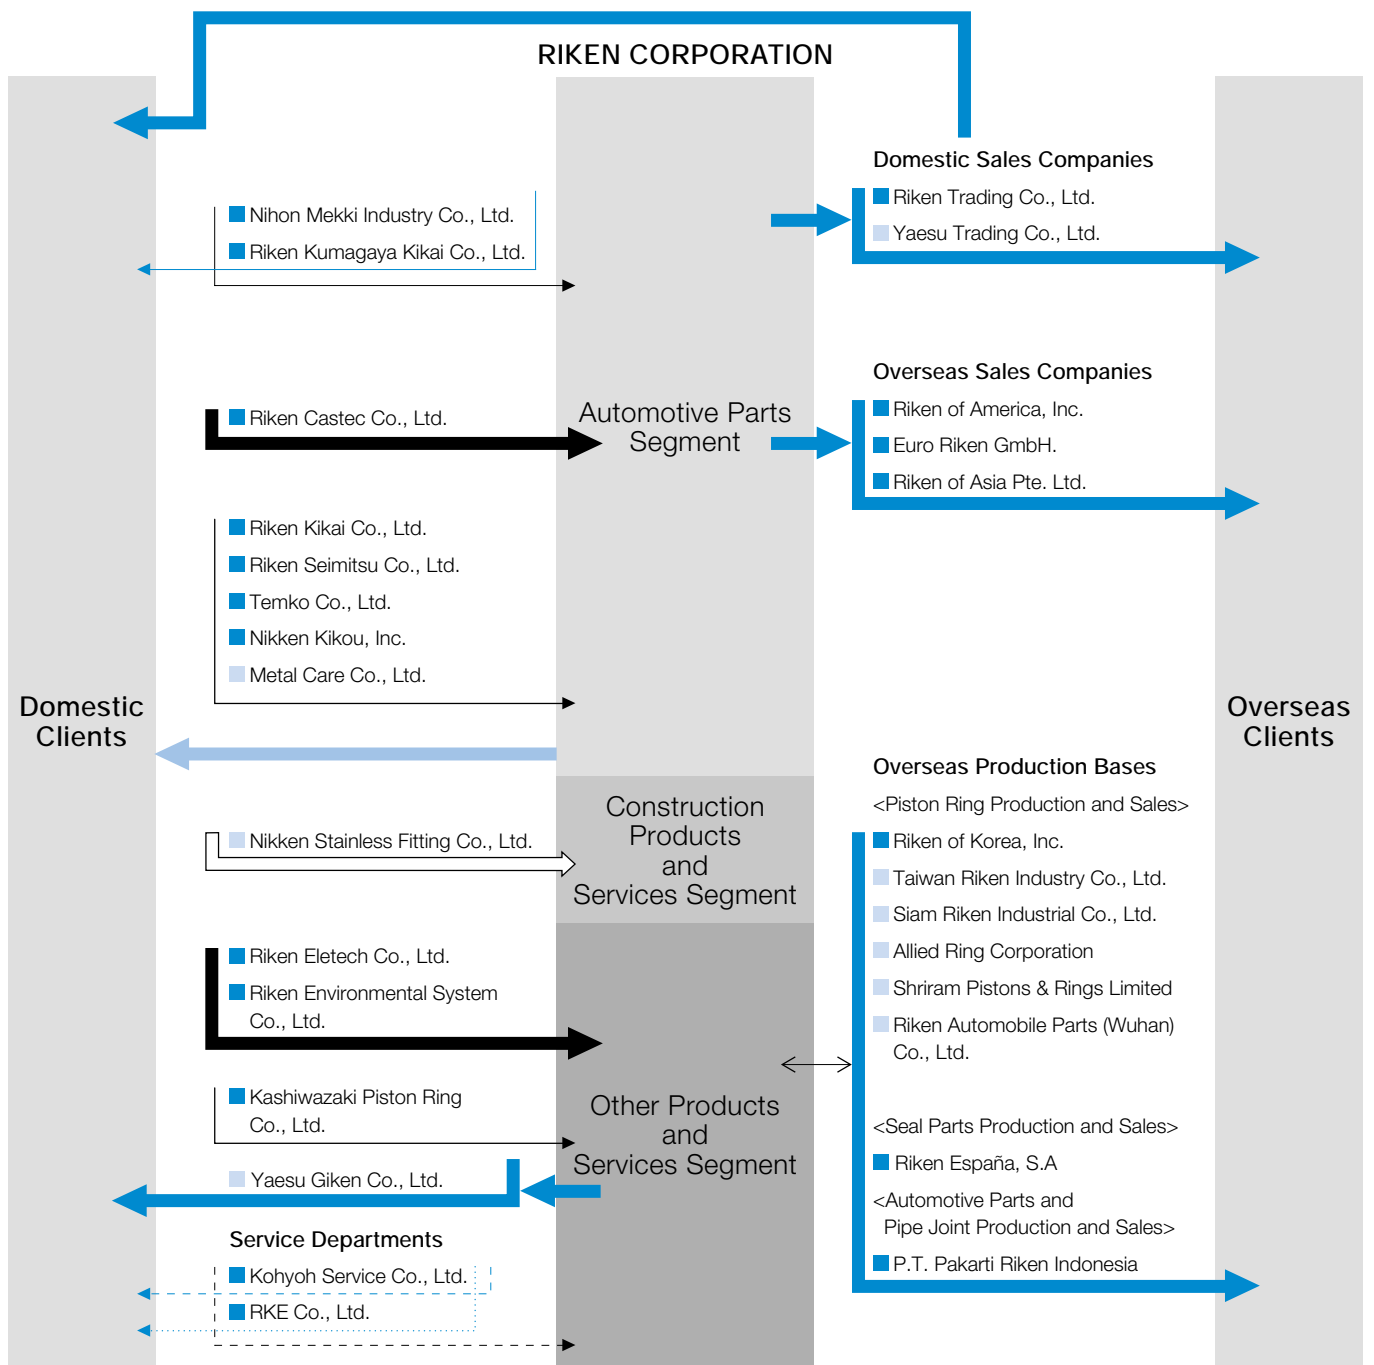 RIKEN CORPORATION
Domestic
Clients
Nihon Mekki Industry Co., Ltd.
Riken Kumagaya Kikai Co., Ltd.
Riken Castec Co., Ltd.
Riken Kikai Co., Ltd.
Riken Seimitsu Co., Ltd.
Temko Co., Ltd.
Nikken Kikou, Inc.
Metal Care Co., Ltd.
Nikken Stainless Fitting Co., Ltd.
Riken Eletech Co., Ltd.
Riken Environmental System
Co., Ltd.
Kashiwazaki Piston Ring
Co., Ltd.
Yaesu Giken Co., Ltd.
Service Departments
Kohyoh Service Co., Ltd.
RKE Co., Ltd.
Automotive Parts
Segment
Construction
Products
and
Services Segment
Other Products
and
Services Segment
Domestic Sales Companies
Riken Trading Co., Ltd.
Yaesu Trading Co., Ltd.
Overseas Sales Companies
Riken of America, Inc.
Euro Riken GmbH.
Riken of Asia Pte. Ltd.
Overseas Production Bases
<Piston Ring Production and Sales>
Riken of Korea, Inc.
Taiwan Riken Industry Co., Ltd.
Siam Riken Industrial Co., Ltd.
Allied Ring Corporation
Shriram Pistons & Rings Limited
Riken Automobile Parts (Wuhan)
Co., Ltd.
<Seal Parts Production and Sales>
Riken España, S.A
<Automotive Parts and
Pipe Joint Production and Sales>
P.T. Pakarti Riken Indonesia
Overseas
Clients